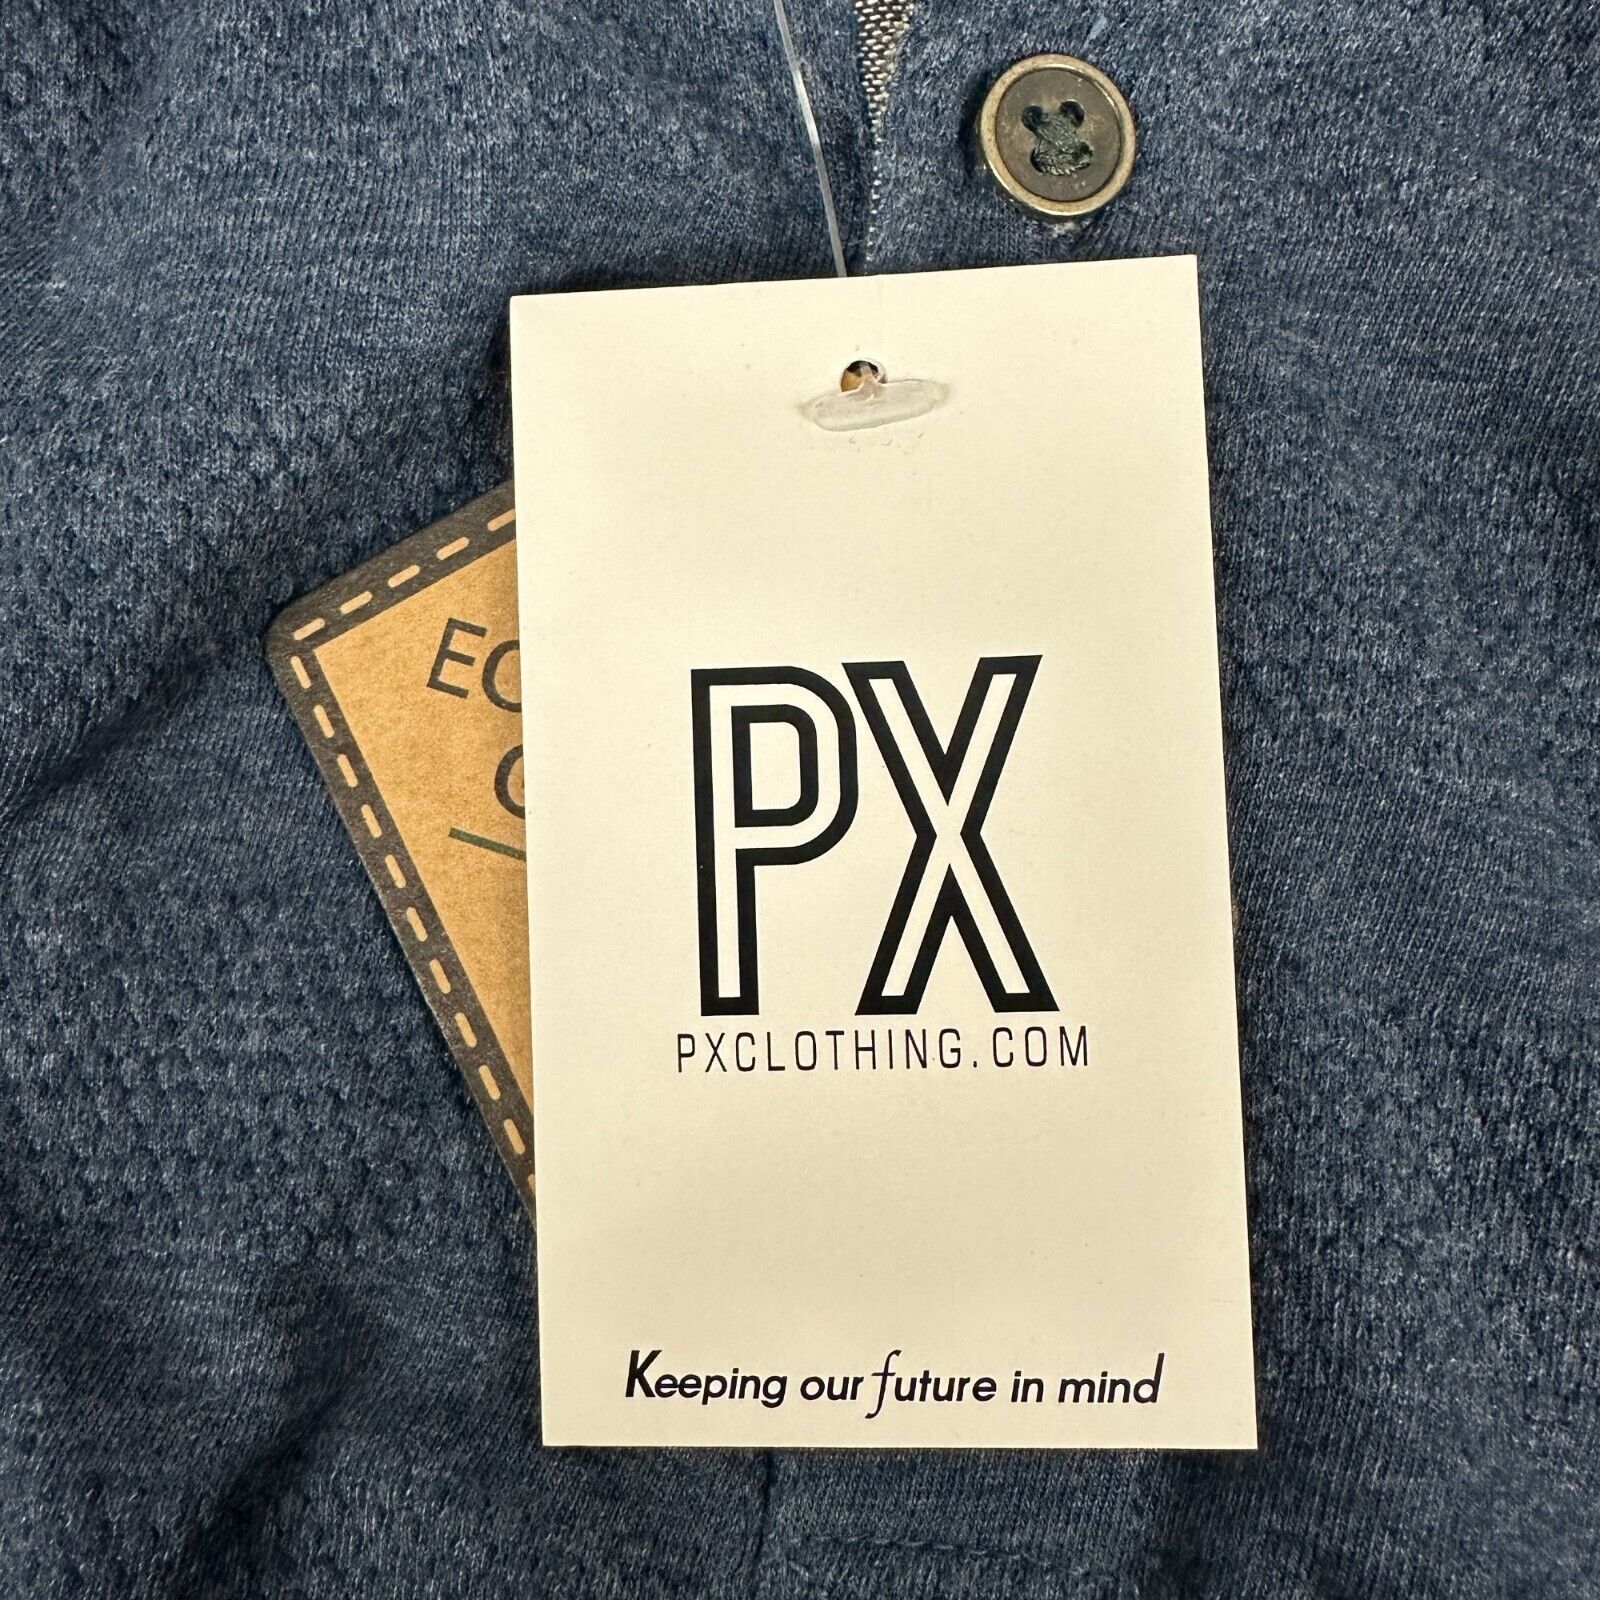 PX
PXCLOTHING.COM
Keeping our future in mind